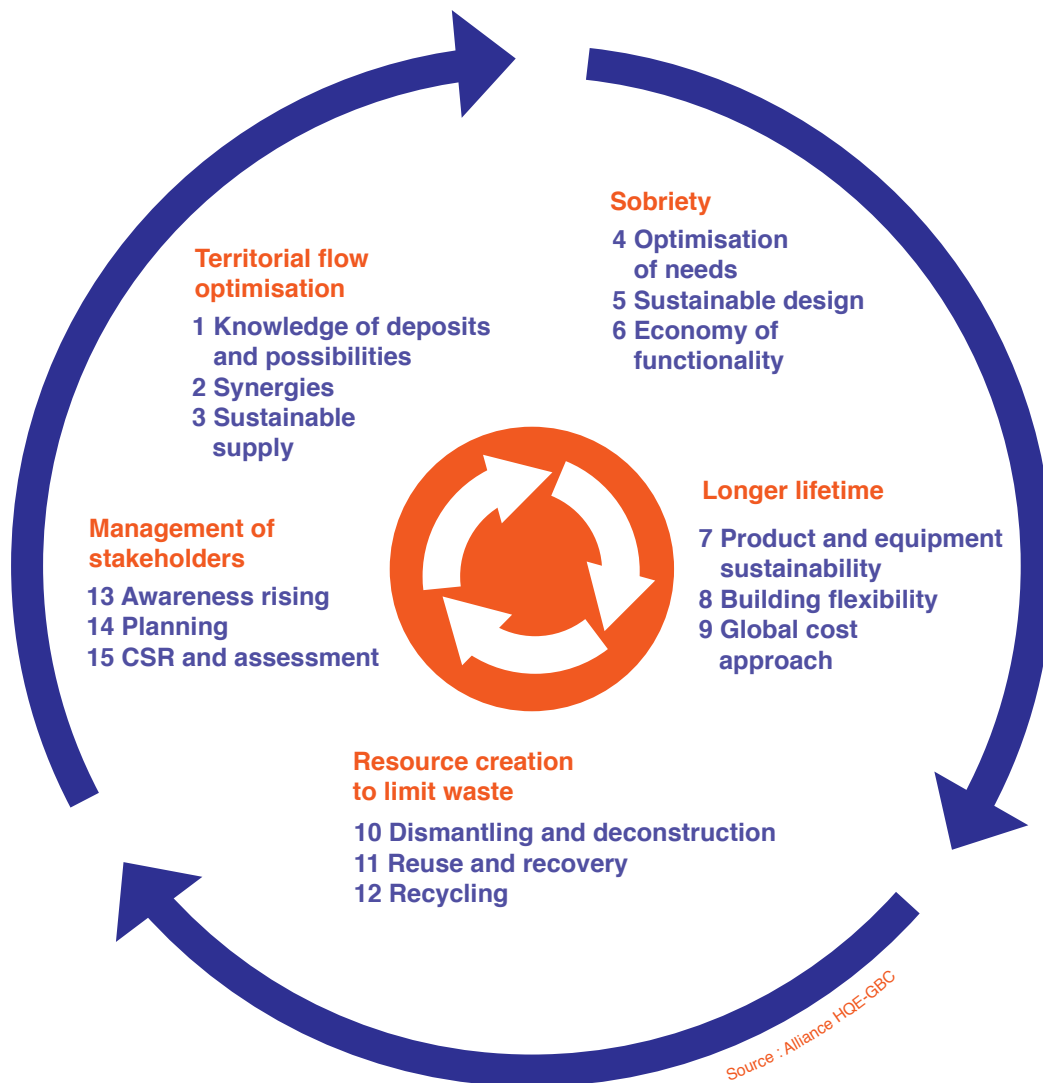 Territorial flow
optimisation
1 Knowledge of deposits
and possibilities
2 Synergies
3 Sustainable
supply
Sobriety
4 Optimisation
of needs
5 Sustainable design
6 Economy of
functionality
Longer lifetime
7 Product and equipment
sustainability
8 Building flexibility
9 Global cost
approach
Resource creation
to limit waste
10 Dismantling and deconstruction
11 Reuse and recovery
12 Recycling
Management of
stakeholders
13 Awareness rising
14 Planning
15 CSR and assessment
Source : Alliance HQE-GBC